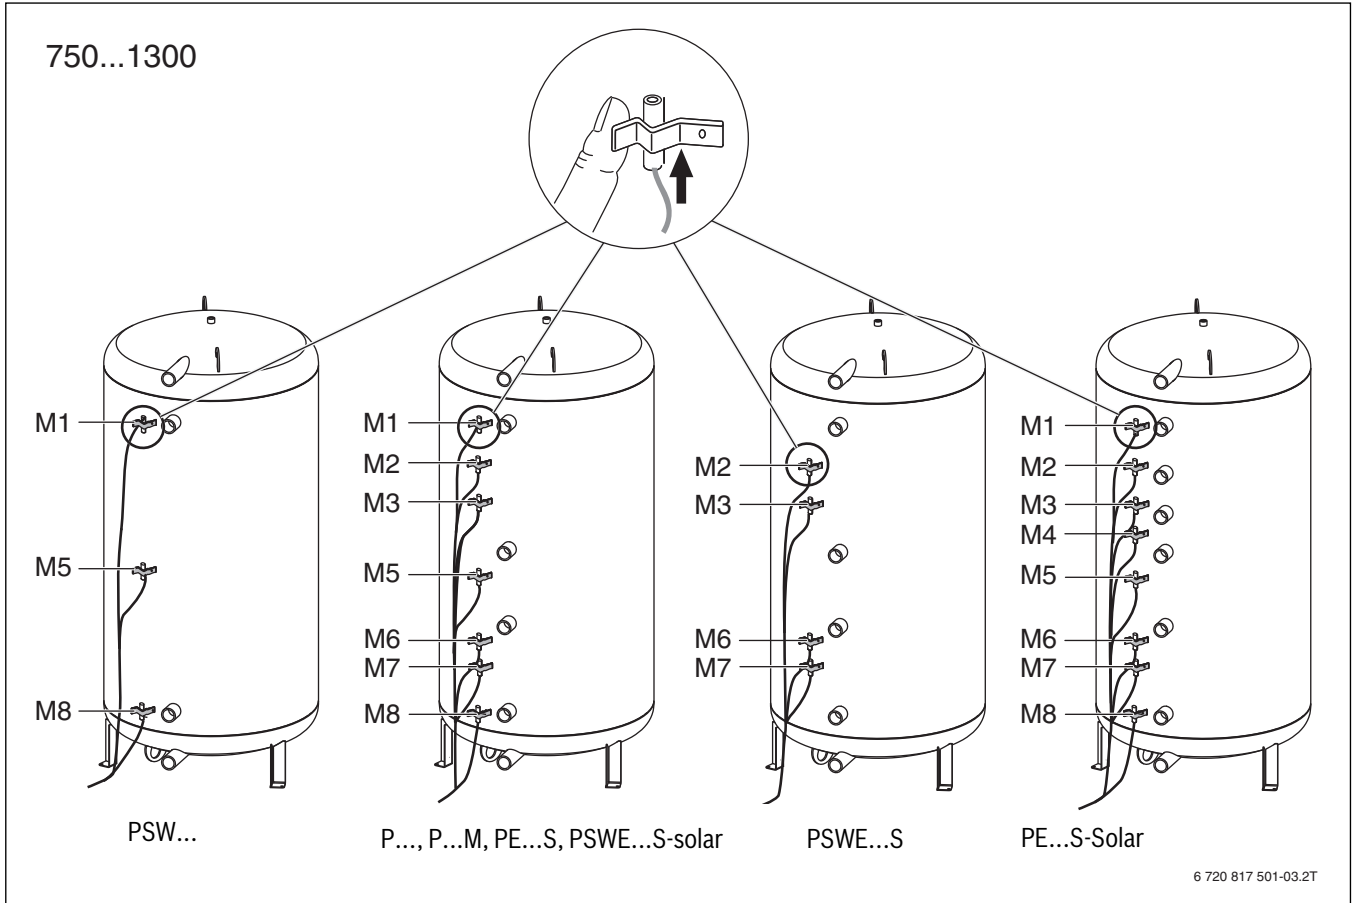 750...1300
M1
M5
M8
PSW...
M1
M2
M3
M5
M6
M7
M8
P..., P...M, PE...S, PSWE...S-solar
M2
M3
M6
M7
PSWE...S
M1
M2
M3
M4
M5
M6
M7
M8
PE...S-Solar
6 720 817 501-03.2T